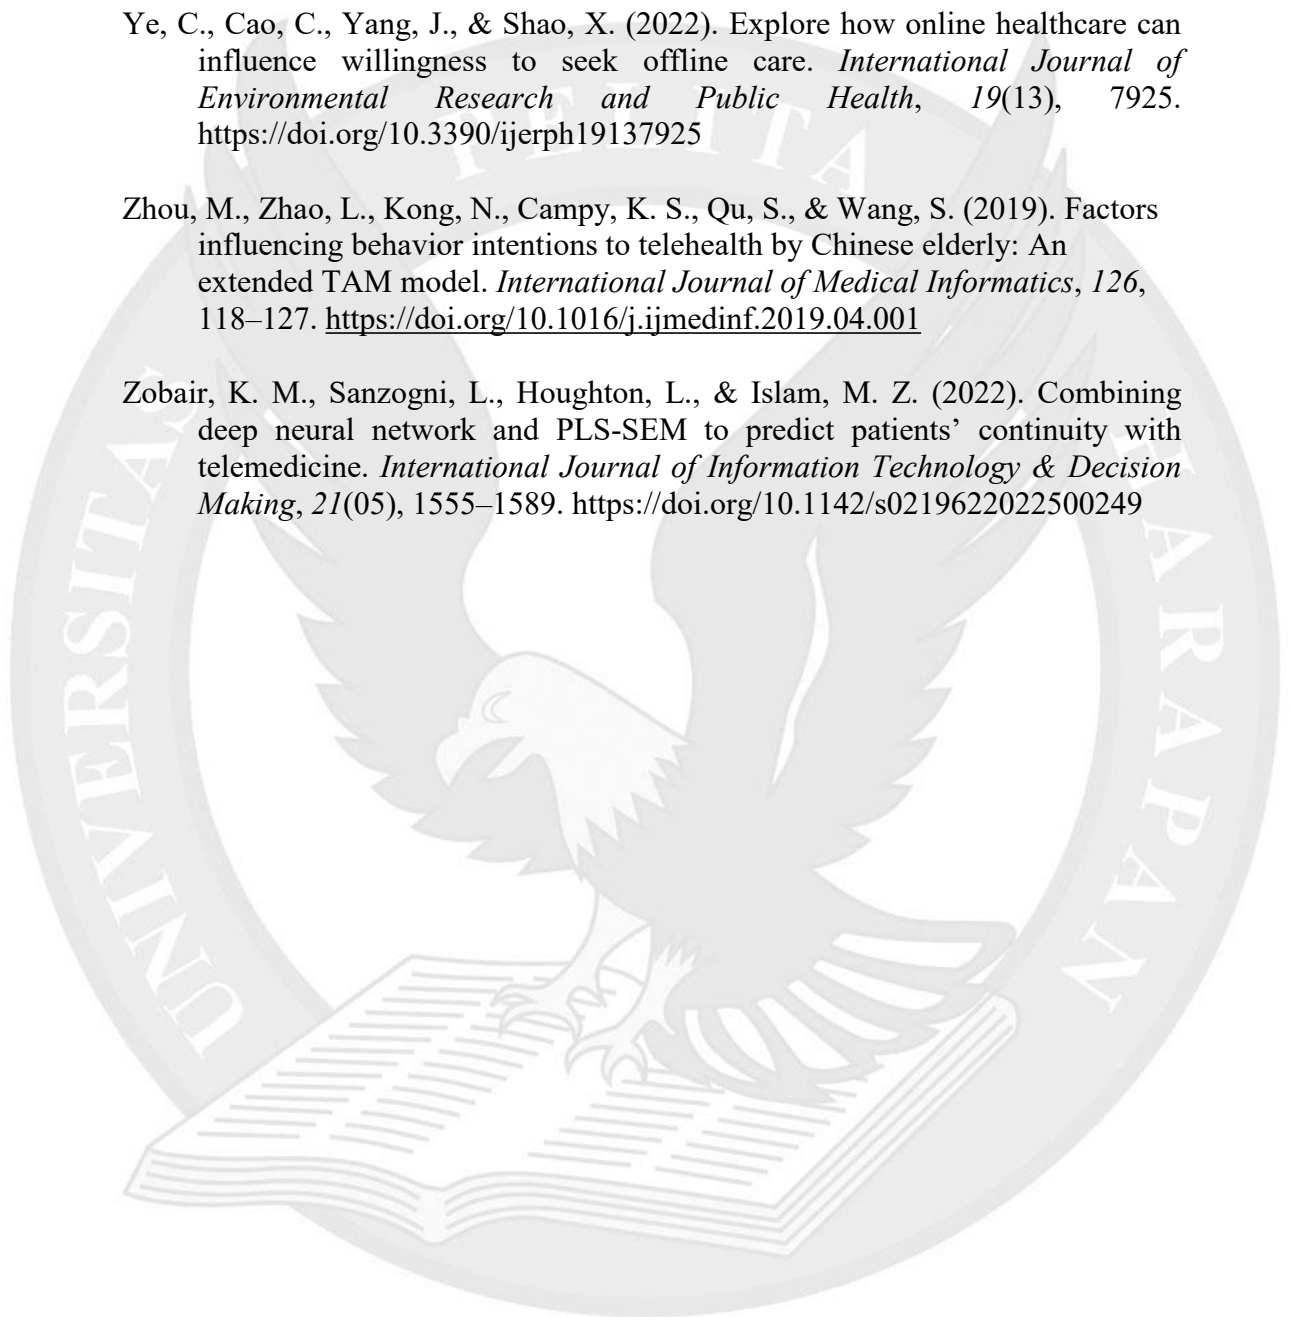 Ye, C., Cao, C., Yang, J., & Shao, X. (2022). Explore how online healthcare can
influence willingness to seek offline care. International Journal of
Environmental Research and Public Health, 19(13), 7925.
https://doi.org/10.3390/ijerph19137925
Zhou, M., Zhao, L., Kong, N., Campy, K. S., Qu, S., & Wang, S. (2019). Factors
influencing behavior intentions to telehealth by Chinese elderly: An
extended TAM model. International Journal of Medical Informatics, 126,
118–127. https://doi.org/10.1016/j.ijmedinf.2019.04.001
Zobair, K. M., Sanzogni, L., Houghton, L., & Islam, M. Z. (2022). Combining
deep neural network and PLS-SEM to predict patients’ continuity with
telemedicine. International Journal of Information Technology & Decision
Making, 21(05), 1555–1589. https://doi.org/10.1142/s0219622022500249
UNIVERSITAS PELITA HARAPAN